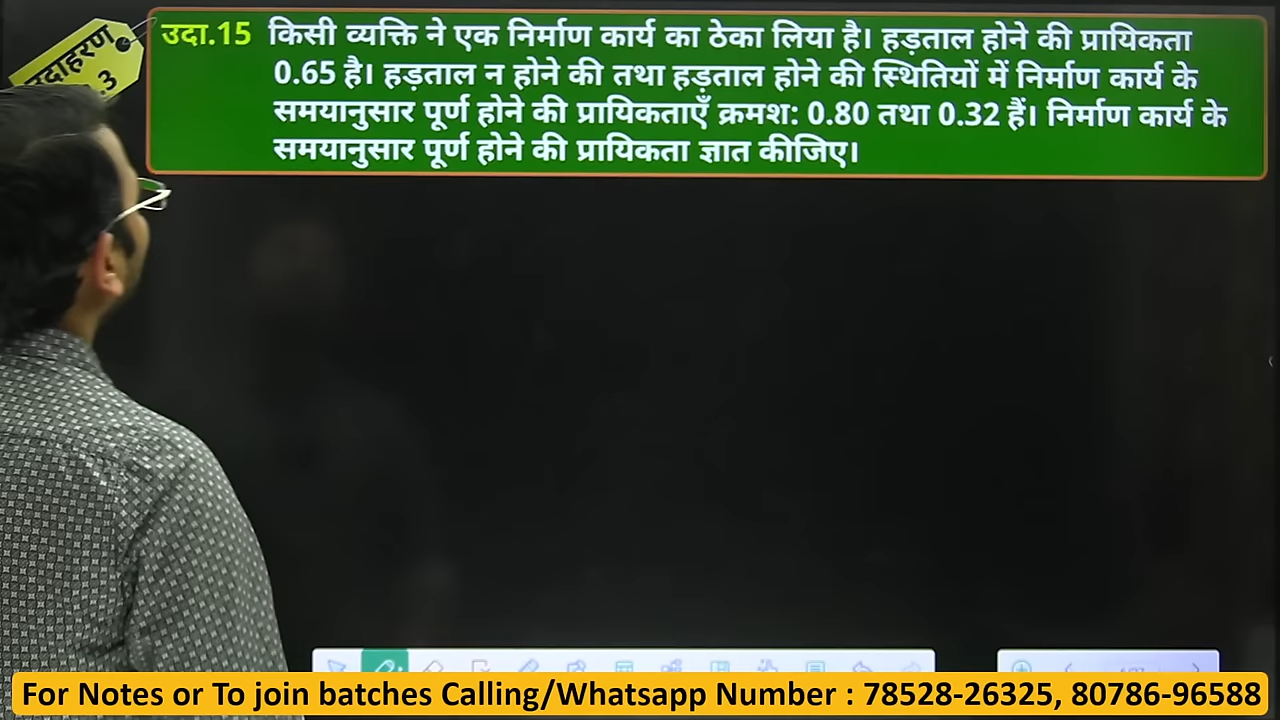 उदाहरण
.3
उदा.15 किसी व्यक्ति ने एक निर्माण कार्य का ठेका लिया है। हड़ताल होने की प्रायिकता
0.65 है। हड़ताल न होने की तथा हड़ताल होने की स्थितियों में निर्माण कार्य के
समयानुसार पूर्ण होने की प्रायिकताएँ क्रमश: 0.80 तथा 0.32 हैं। निर्माण कार्य के
समयानुसार पूर्ण होने की प्रायिकता ज्ञात कीजिए।
For Notes or To join batches Calling/Whatsapp Number : 78528-26325, 80786-96588